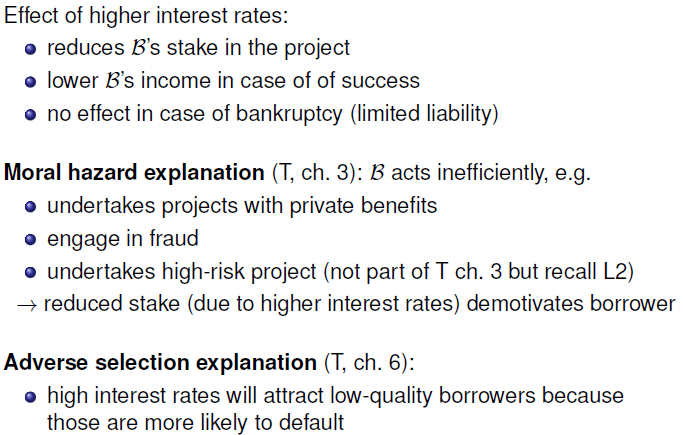 Effect of higher interest rates:
reduces ℬ's stake in the project
lower ℬ's income in case of of success
no effect in case of bankruptcy (limited liability)
Moral hazard explanation (T, ch. 3): ℬ acts inefficiently, e.g.
undertakes projects with private benefits
engage in fraud
undertakes high-risk project (not part of T ch. 3 but recall L2)
→ reduced stake (due to higher interest rates) demotivates borrower
Adverse selection explanation (T, ch. 6):
high interest rates will attract low-quality borrowers because
those are more likely to default